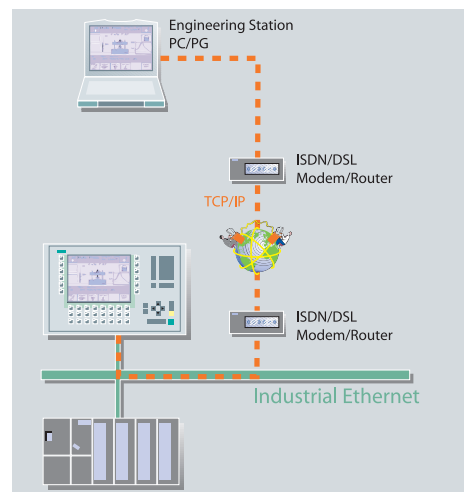 Engineering Station
PC/PG
ISDN/DSL
Modem/Router
TCP/IP
ISDN/DSL
Modem/Router
Industrial Ethernet